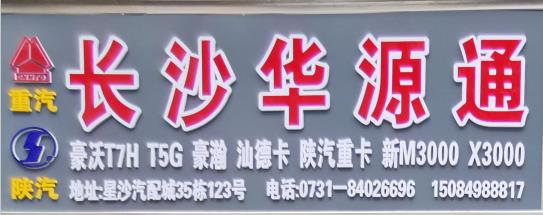 SNHTO
重汽
长沙华源通
豪沃T7H T5G 豪瀚 汕德卡 陕汽重卡 新M3000 X3000
陕汽
地址:星沙汽配城35栋123号 电话:0731—84026696 15084988817